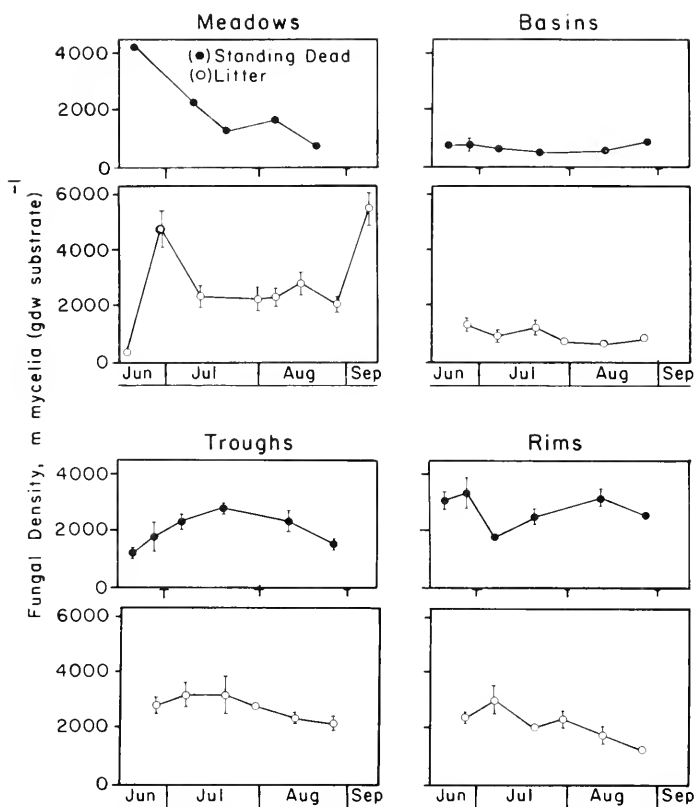 Meadows
Basins
(●)Standing Dead
(○)Litter
4000
2000
0
6000
4000
2000
0
Jun Jul Aug Sep
Jun Jul Aug Sep
Fungal Density, m mycelia (gdw substrate)⁻¹
Troughs
Rims
4000
2000
0
6000
4000
2000
0
Jun Jul Aug Sep
Jun Jul Aug Sep